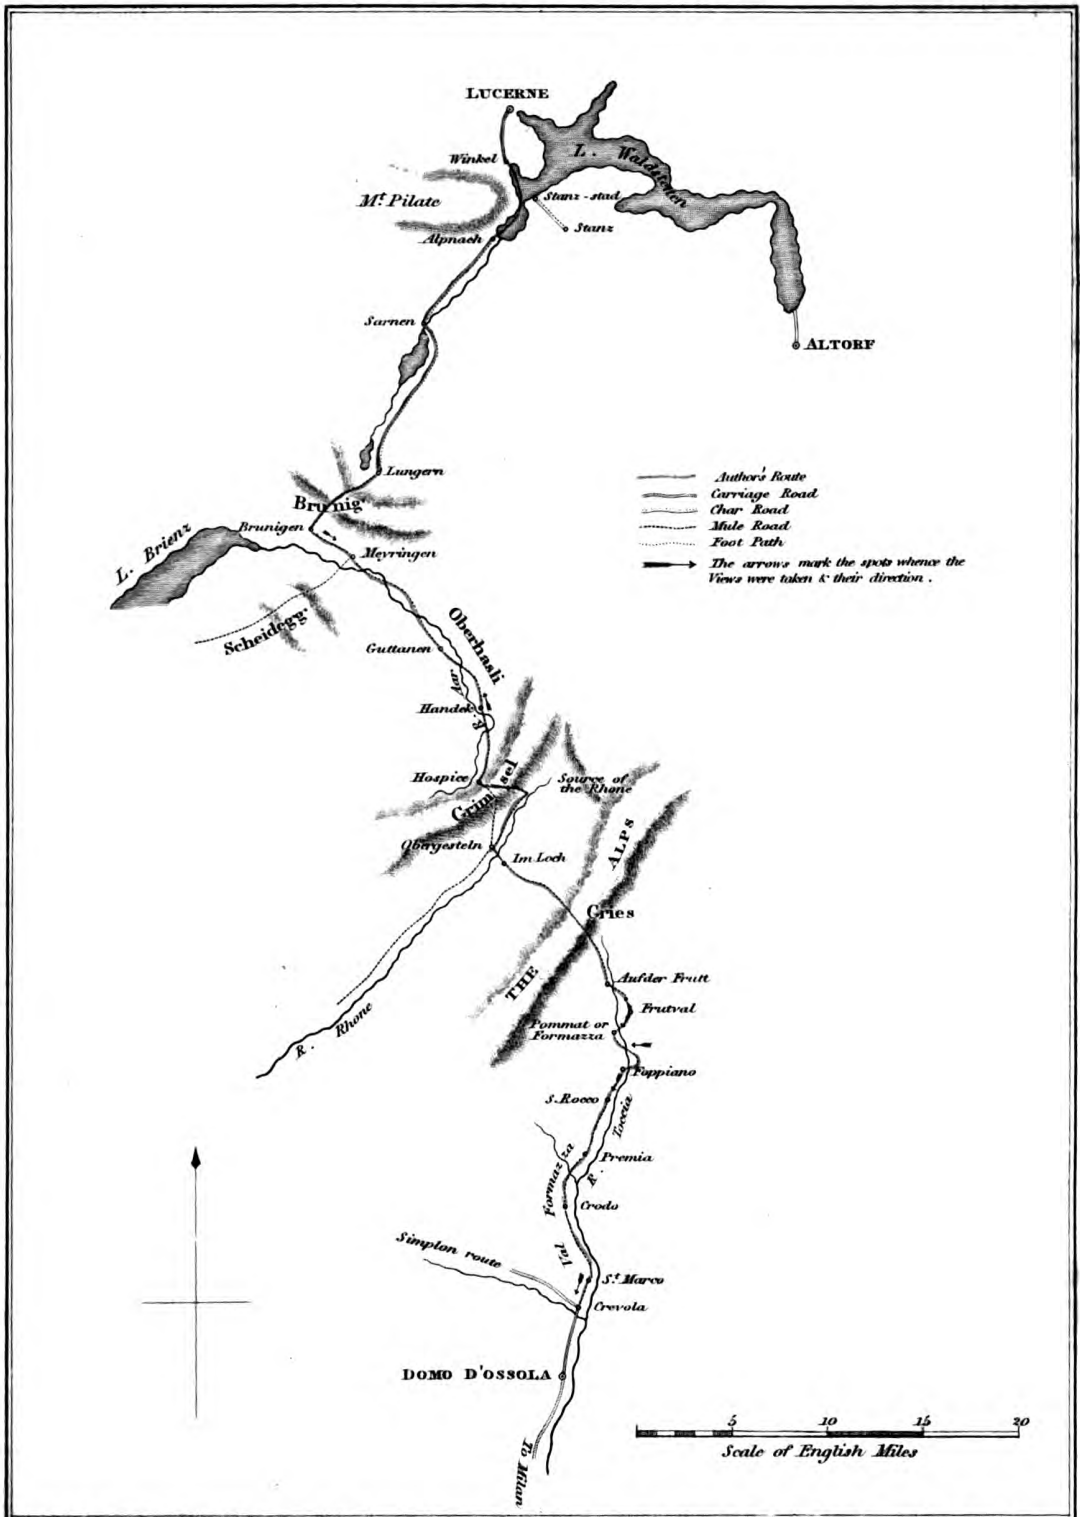 LUCERNE
Winkel
L. Waldstetten
Mt. Pilate
Stanz-stad
Stanz
Alpnach
Sarnen
ALTORF
Lungern
Author's Route
Carriage Road
Char Road
Mule Road
Foot Path
The arrows mark the spots whence the
Views were taken & their direction.
Brunig.
Brunigen
L. Brienz
Meyringen
Scheidegg.
Oberhasli
Guttanen
R. Aar
Handek
Hospice
Grimsel
Source of
the Rhone
Obergesteln
Im Loch
THE ALPS
Gries
Aufder Frutt
Frutval
Pommat or
Formazza
R. Rhone
Foppiano
S. Rocco
R. Toccia
Premia
Val Formazza
Crodo
Simplon route
St. Marco
Crevola
DOMO D'OSSOLA
To Milan
5 10 15 20
Scale of English Miles